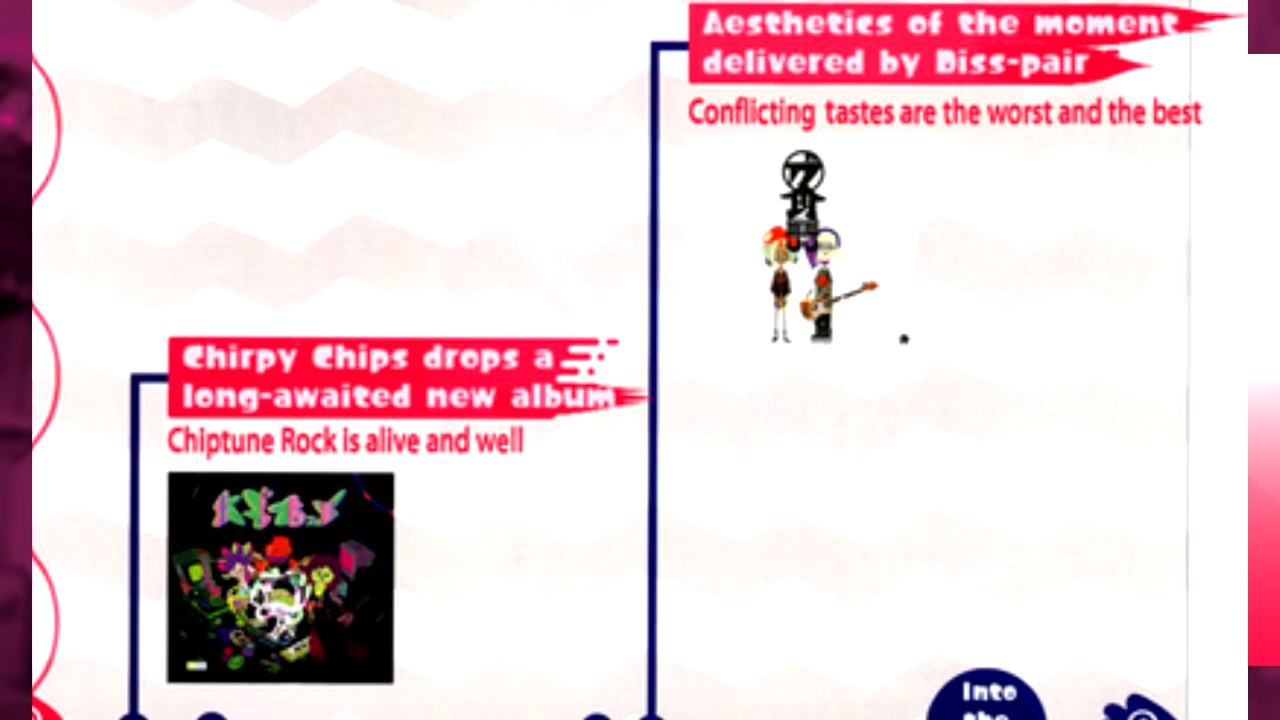 Aesthetics of the moment
delivered by Diss-pair
Conflicting tastes are the worst and the best
Chirpy Chips drops a
long-awaited new album
Chiptune Rock is alive and well
Into
the